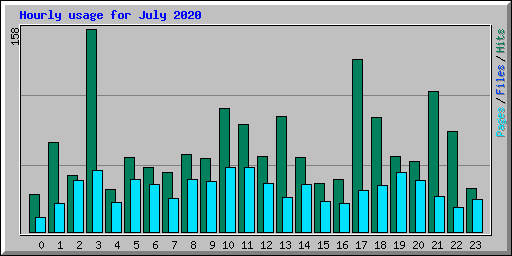 Hourly usage for July 2020
158
Pages/Files/Hits
0 1 2 3 4 5 6 7 8 9 10 11 12 13 14 15 16 17 18 19 20 21 22 23